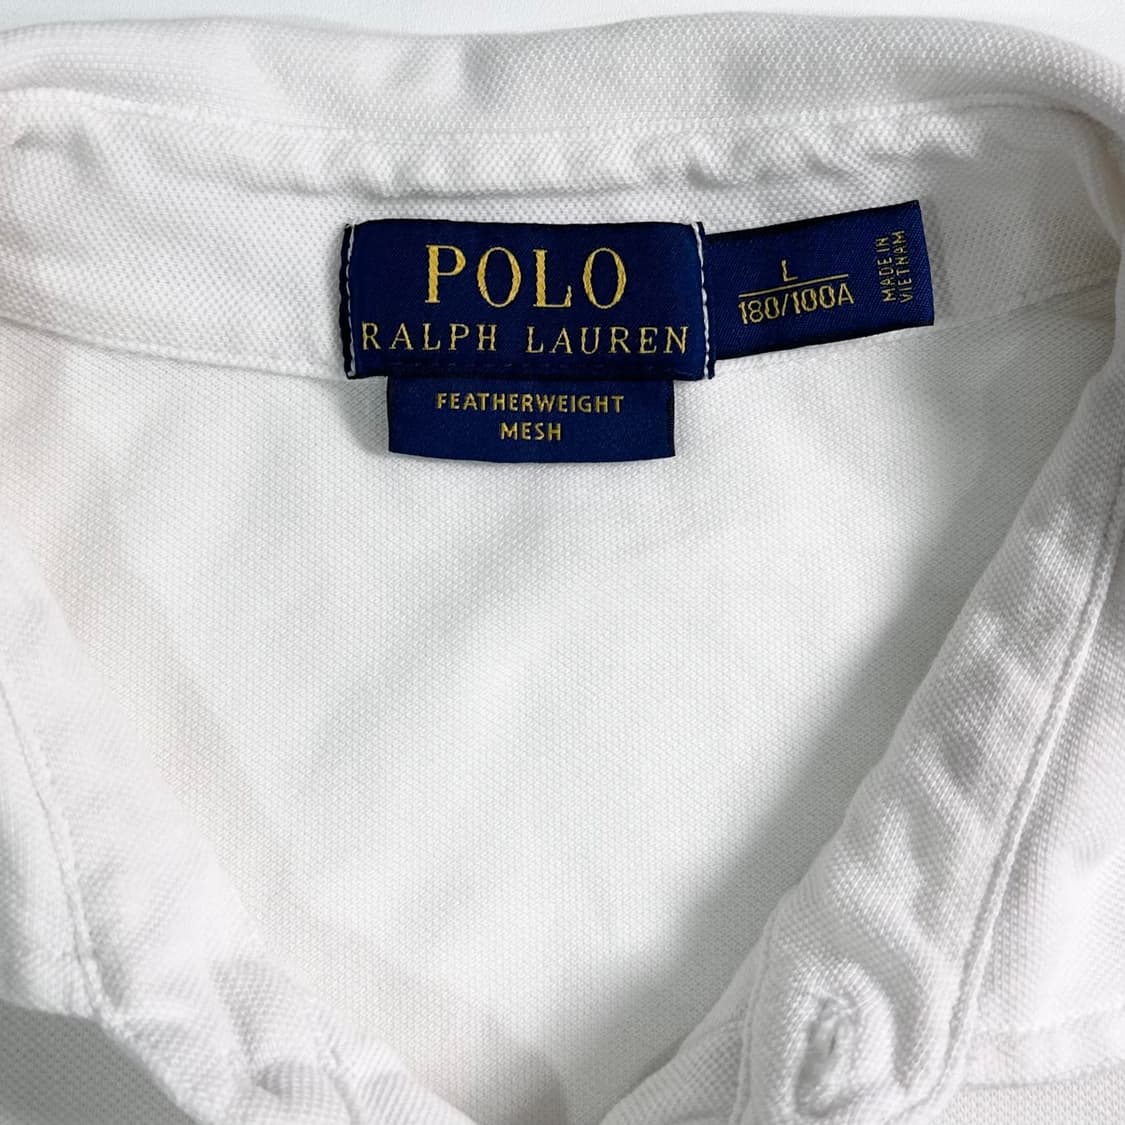 POLO
RALPH LAUREN
FEATHERWEIGHT
MESH
L
180/100A
MADE IN
VIETNAM